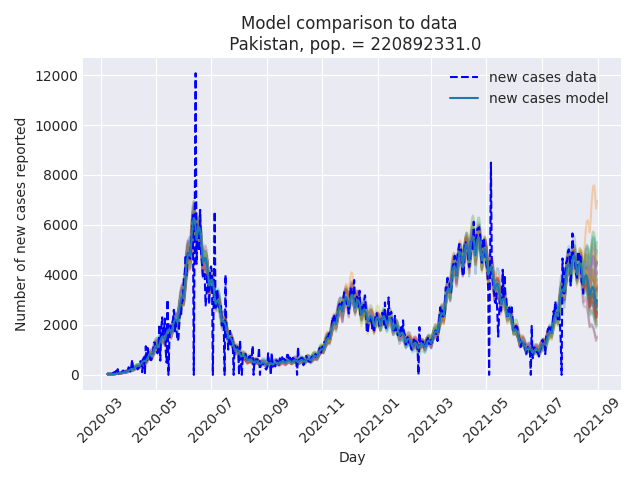 Model comparison to data
Pakistan, pop. = 220892331.0
new cases data
new cases model
Number of new cases reported
12000
10000
8000
6000
4000
2000
0
2020-03
2020-05
2020-07
2020-09
2020-11
2021-01
2021-03
2021-05
2021-07
2021-09
Day